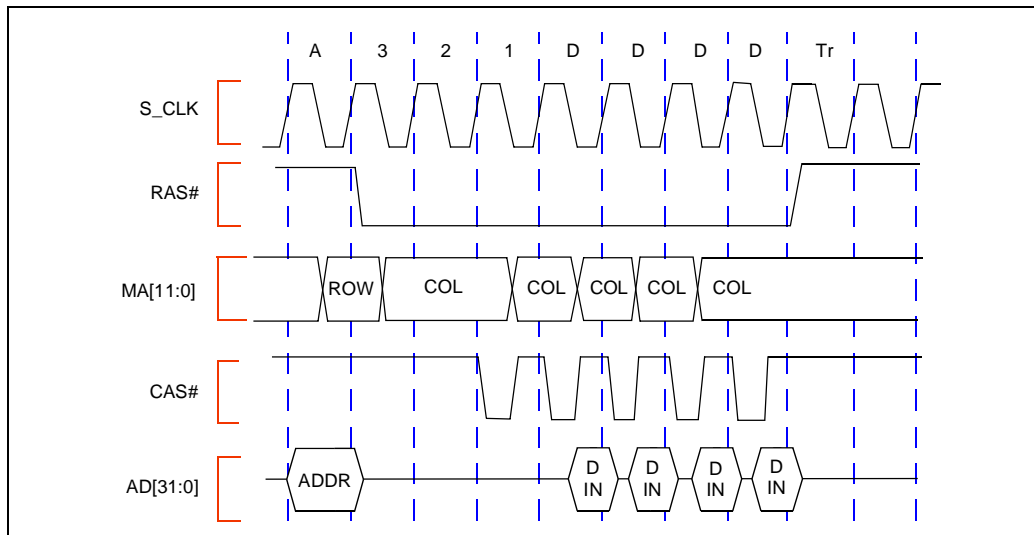 A 3 2 1 D D D D Tr
S_CLK
RAS#
MA[11:0] ROW COL COL COL COL COL
CAS#
AD[31:0] ADDR D IN D IN D IN D IN